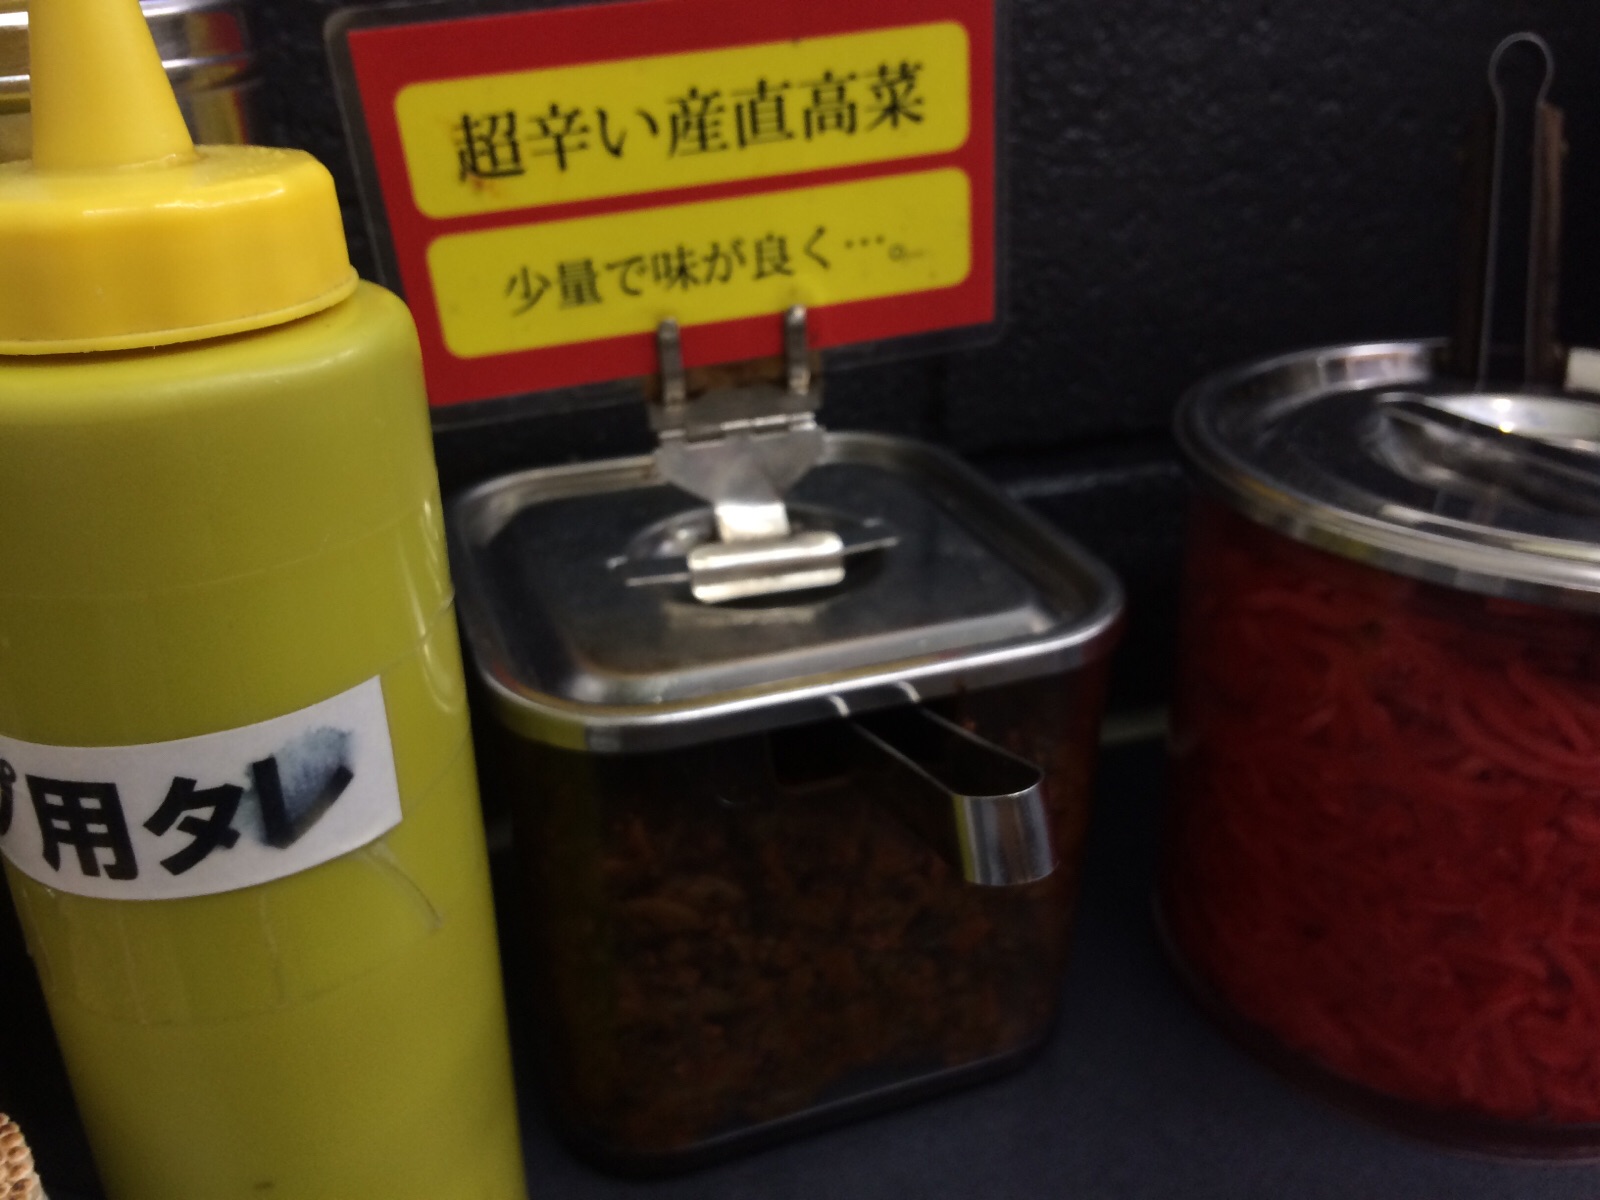 超辛い産直高菜
少量で味が良く…。
用タレ